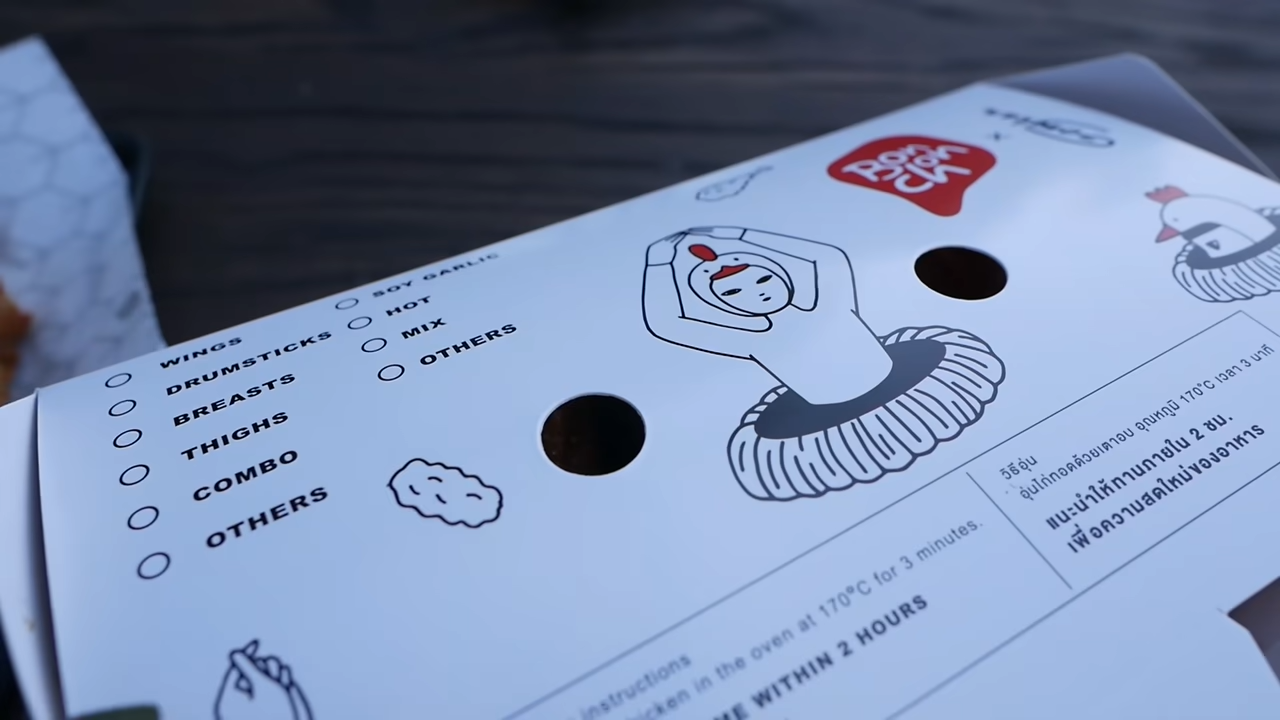 Bon
chon
x
SOY GARLIC
HOT
MIX
OTHERS
WINGS
DRUMSTICKS
BREASTS
THIGHS
COMBO
OTHERS
วิธีอุ่น
อุ่นไก่ทอดด้วยเตาอบ อุณหภูมิ 170°C เวลา 3 นาที
แนะนำให้ทานภายใน 2 ชม.
เพื่อความสดใหม่ของอาหาร
instructions
chicken in the oven at 170°C for 3 minutes.
WITHIN 2 HOURS